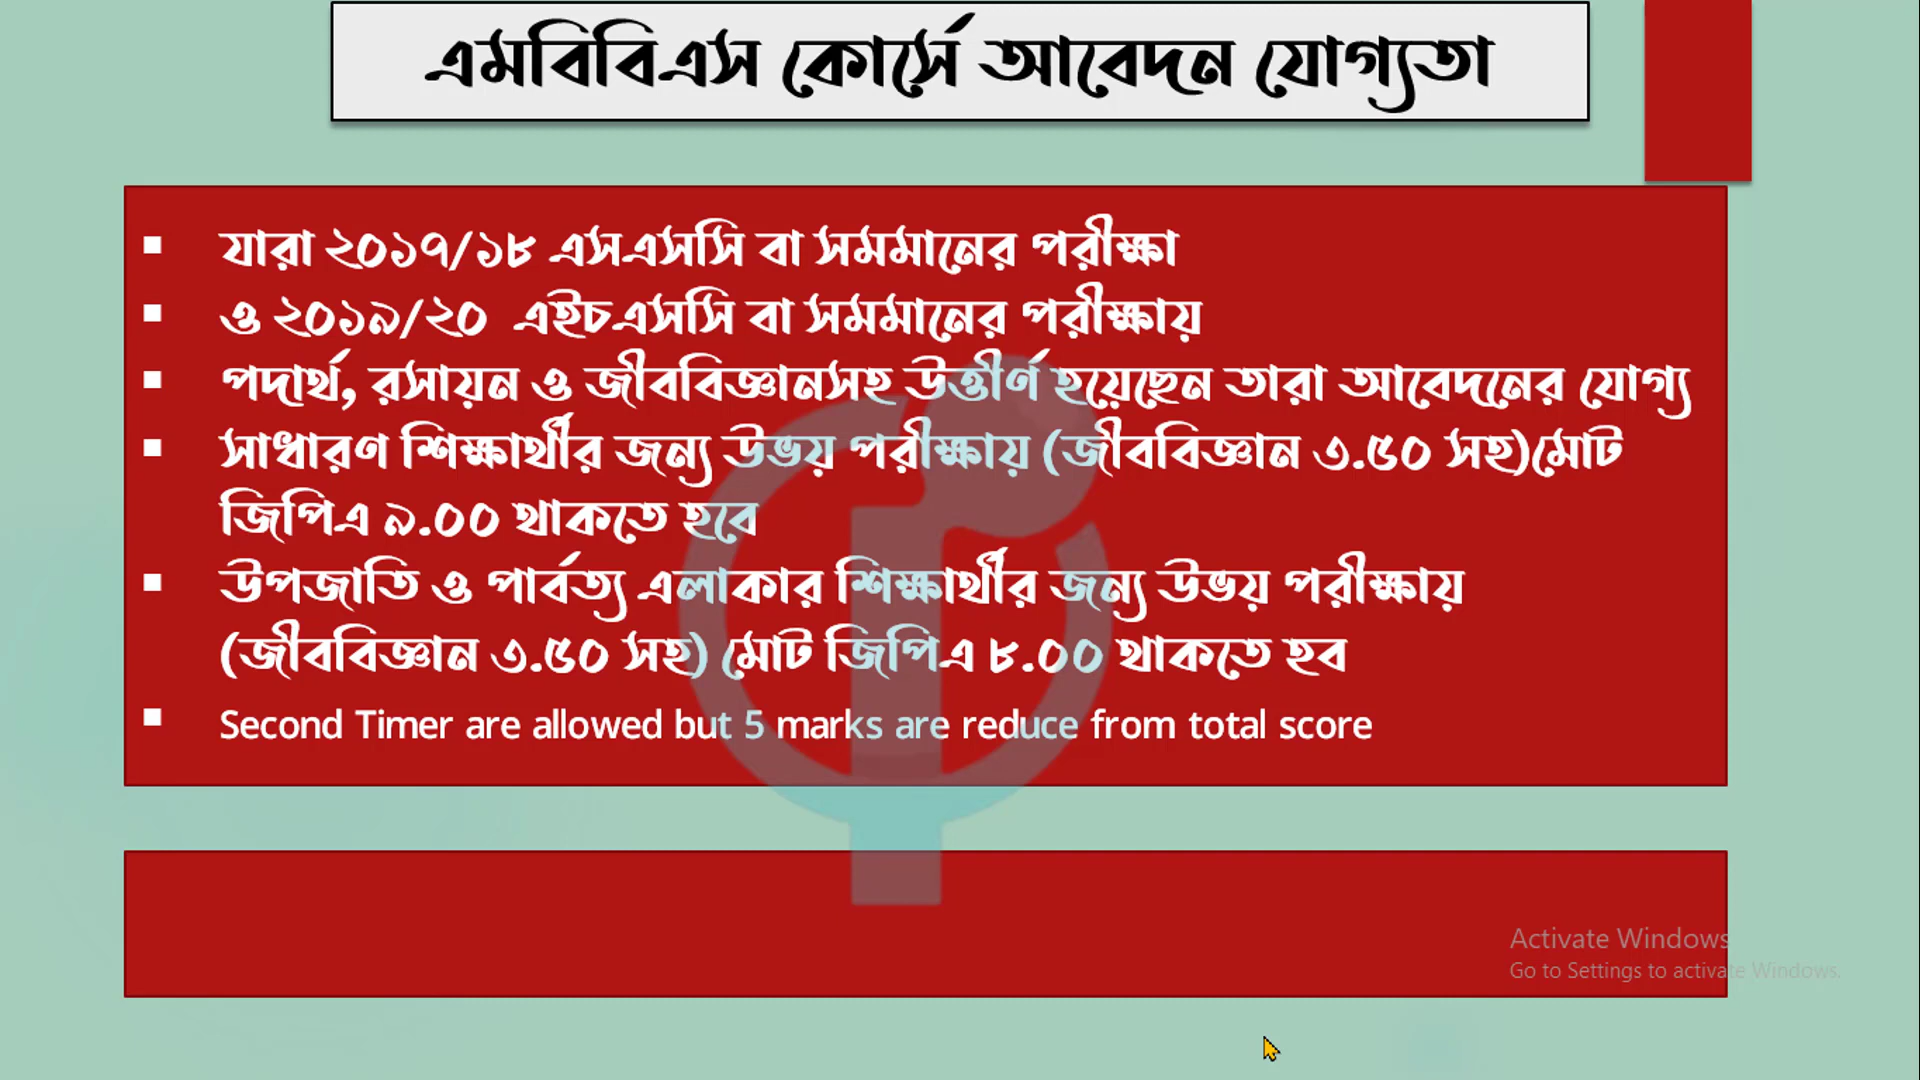 এমবিবিএস কোর্সে আবেদন যোগ্যতা
▪ যারা ২০১৭/১৮ এসএসসি বা সমমানের পরীক্ষা
▪ ও ২০১৯/২০ এইচএসসি বা সমমানের পরীক্ষায়
▪ পদার্থ, রসায়ন ও জীববিজ্ঞানসহ উত্তীর্ণ হয়েছেন তারা আবেদনের যোগ্য
▪ সাধারণ শিক্ষার্থীর জন্য উভয় পরীক্ষায় (জীববিজ্ঞান ৩.৫০ সহ)মোট
জিপিএ ৯.০০ থাকতে হবে
▪ উপজাতি ও পার্বত্য এলাকার শিক্ষার্থীর জন্য উভয় পরীক্ষায়
(জীববিজ্ঞান ৩.৫০ সহ) মোট জিপিএ ৮.০০ থাকতে হব
▪ Second Timer are allowed but 5 marks are reduce from total score
Activate Windows
Go to Settings to activate Windows.